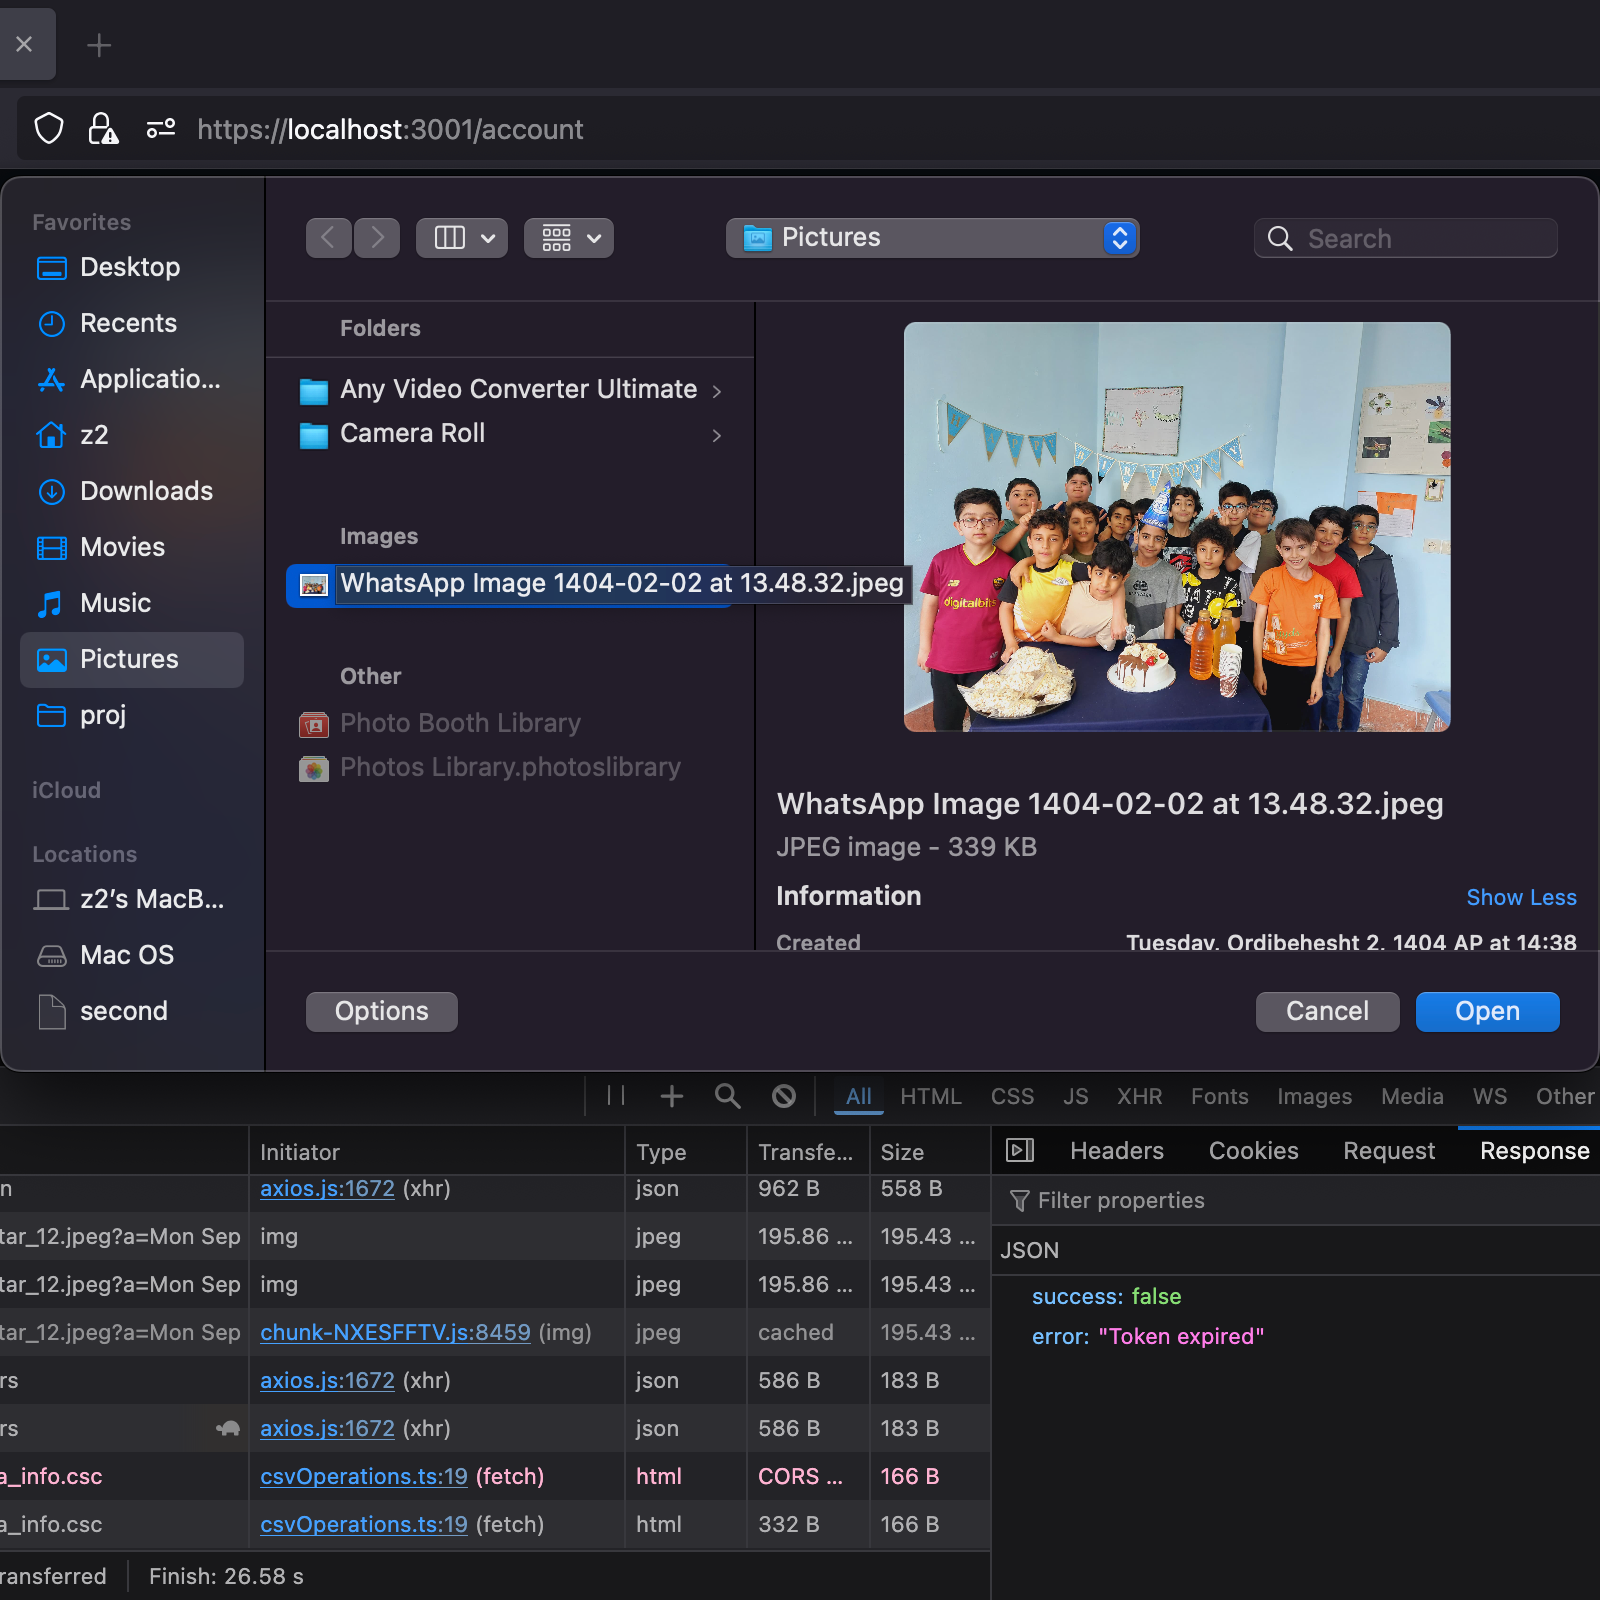 https://localhost:3001/account
Favorites
Desktop
Recents
Applicatio...
z2
Downloads
Movies
Music
Pictures
proj
iCloud
Locations
z2's MacB...
Mac OS
second
Pictures
Search
Folders
Any Video Converter Ultimate
Camera Roll
Images
WhatsApp Image 1404-02-02 at 13.48.32.jpeg
Other
Photo Booth Library
Photos Library.photoslibrary
HAPPY
BIRTHDAY
digitalbits
WhatsApp Image 1404-02-02 at 13.48.32.jpeg
JPEG image - 339 KB
Information
Show Less
Created
Tuesday, Ordibehesht 2, 1404 AP at 14:38
Options
Cancel
Open
All HTML CSS JS XHR Fonts Images Media WS Other
Initiator Type Transfe... Size
n axios.js:1672 (xhr) json 962 B 558 B
tar_12.jpeg?a=Mon Sep img jpeg 195.86 ... 195.43 ...
tar_12.jpeg?a=Mon Sep img jpeg 195.86 ... 195.43 ...
tar_12.jpeg?a=Mon Sep chunk-NXESFFTV.js:8459 (img) jpeg cached 195.43 ...
rs axios.js:1672 (xhr) json 586 B 183 B
rs axios.js:1672 (xhr) json 586 B 183 B
a_info.csc csvOperations.ts:19 (fetch) html CORS ... 166 B
a_info.csc csvOperations.ts:19 (fetch) html 332 B 166 B
ransferred Finish: 26.58 s
Headers Cookies Request Response
Filter properties
JSON
success: false
error: "Token expired"